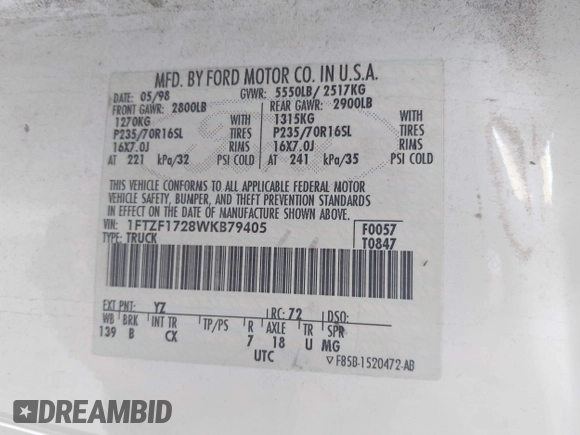 MFD. BY FORD MOTOR CO. IN U.S.A.
DATE: 05/98 GVWR: 5550LB/ 2517KG
FRONT GAWR: 2800LB REAR GAWR: 2900LB
1270KG WITH 1315KG WITH
P235/70R16SL TIRES P235/70R16SL TIRES
16X7.0J RIMS 16X7.0J RIMS
AT 221 kPa/32 PSI COLD AT 241 kPa/35 PSI COLD
THIS VEHICLE CONFORMS TO ALL APPLICABLE FEDERAL MOTOR
VEHICLE SAFETY, BUMPER, AND THEFT PREVENTION STANDARDS
IN EFFECT ON THE DATE OF MANUFACTURE SHOWN ABOVE.
VIN: 1FTZF1728WKB79405 F0057
TYPE: TRUCK T0847
EXT PNT: YZ RC: 72 DSO:
WB BRK INT TR TP/PS R AXLE TR SPR
139 B CX 7 18 U MG
UTC
F85B-1520472-AB
DREAMBID